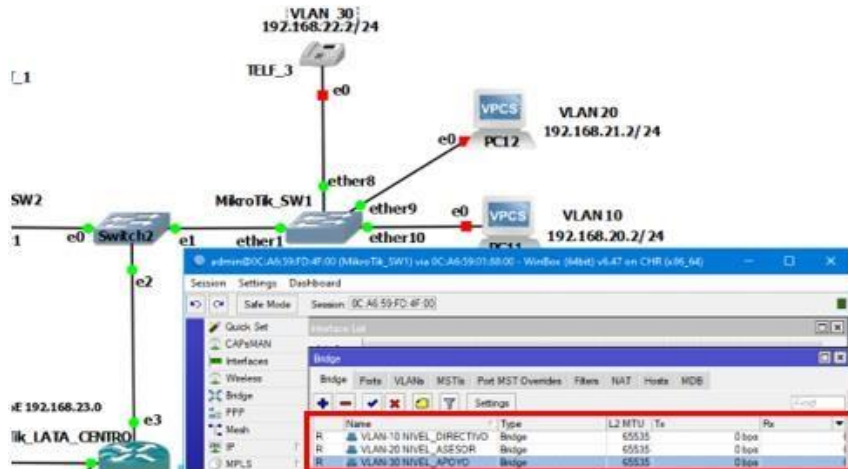 VLAN 30
192.168.22.2/24
T_1
TELF_3
e0
VPCS
VLAN 20
192.168.21.2/24
e0
PC12
ether8
SW2
MikroTik_SW1
ether9
e0
VPCS
VLAN 10
1
e0
Switch2
e1
ether1
ether10
192.168.20.2/24
PC11
e2
admin@0C:A6:59:FD:4F:00 (MikroTik_SW1) via 0C:A6:59:01:88:00 - WinBox (64bit) v6.47 on CHR (x86_64)
Session Settings Dashboard
Safe Mode
Session: 0C:A6:59:FD:4F:00
Quick Set
Interface List
CAPsMAN
Interfaces
Bridge
Wireless
Bridge Ports VLANs MSTIs Port MST Overrides Filters NAT Hosts MDB
Bridge
Settings
Find
E 192.168.23.0
PPP
e3
Mesh
Name Type L2 MTU Tx Rx
ik_LATA_CENTRO
IP
R VLAN-10 NIVEL_DIRECTIVO Bridge 65535 0 bps
R VLAN-20 NIVEL_ASESOR Bridge 65535 0 bps
MPLS
R VLAN-30 NIVEL_APOYO Bridge 65535 0 bps